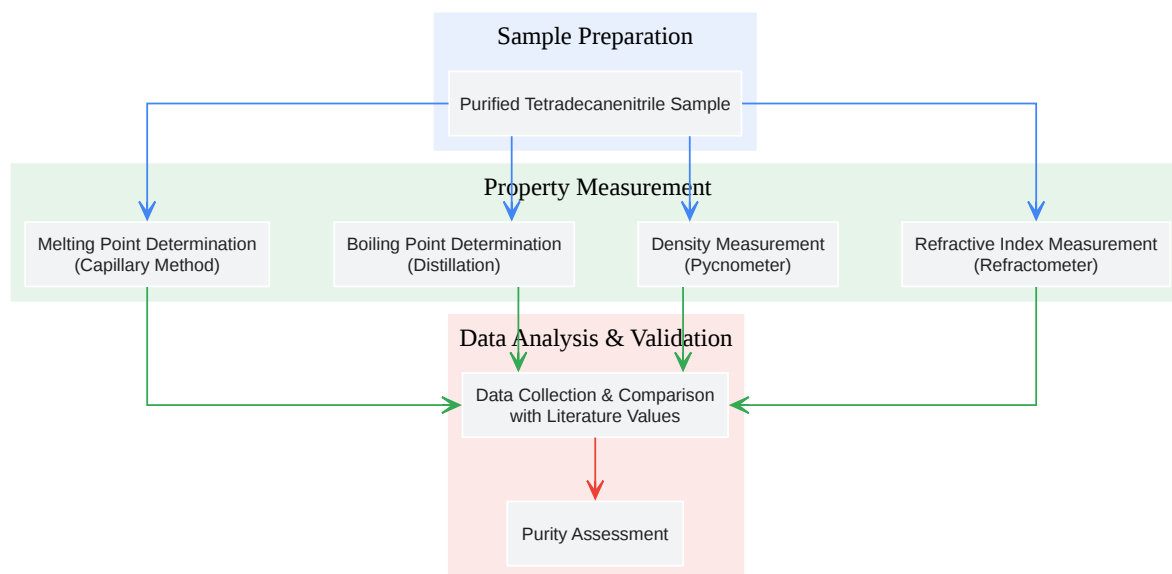 Sample Preparation
Purified Tetradecanenitrile Sample
Property Measurement
Melting Point Determination
(Capillary Method)
Boiling Point Determination
(Distillation)
Density Measurement
(Pycnometer)
Refractive Index Measurement
(Refractometer)
Data Analysis & Validation
Data Collection & Comparison
with Literature Values
Purity Assessment